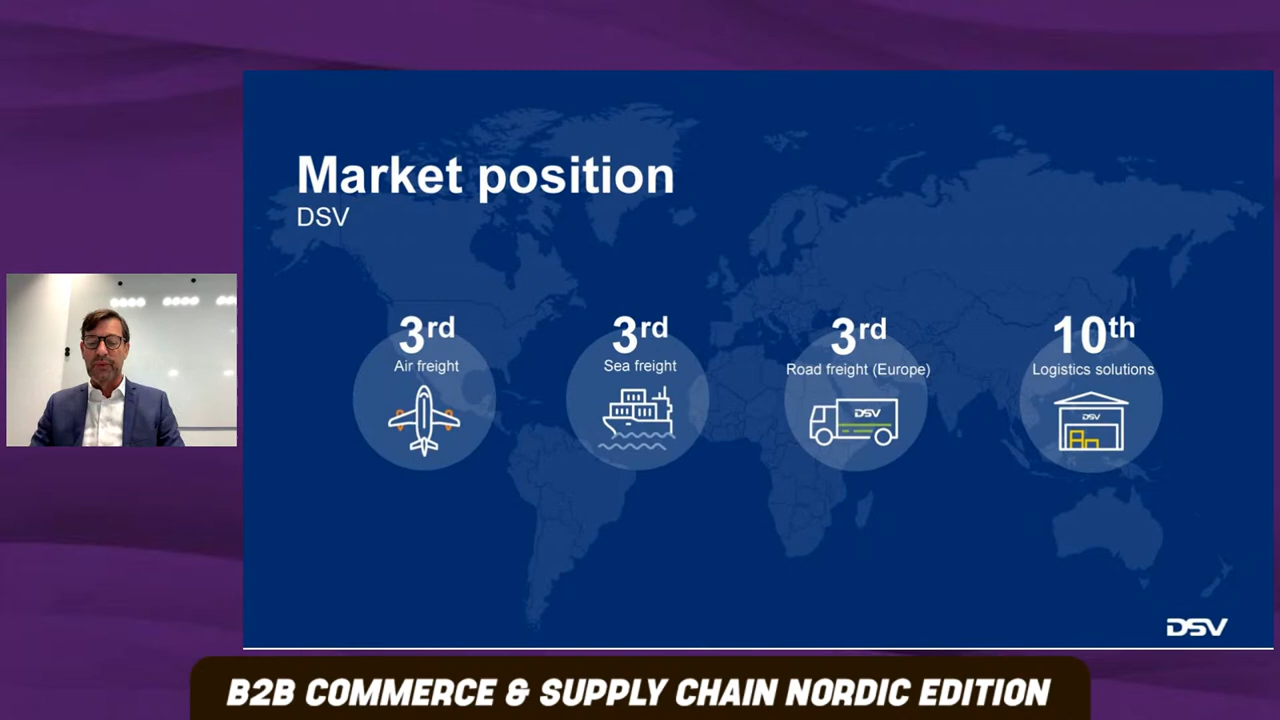 Market position
DSV
3rd
Air freight
3rd
Sea freight
3rd
Road freight (Europe)
DSV
10th
Logistics solutions
DSV
DSV
B2B COMMERCE & SUPPLY CHAIN NORDIC EDITION